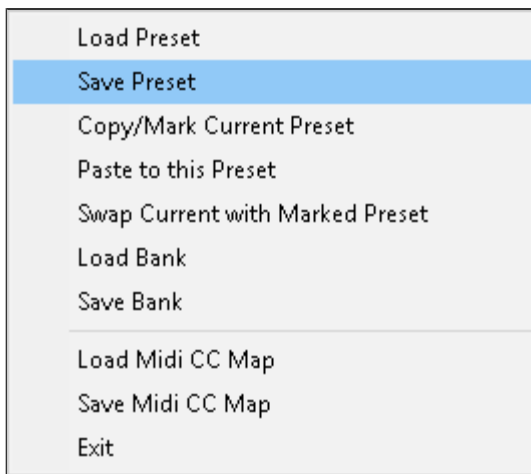 Load Preset
Save Preset
Copy/Mark Current Preset
Paste to this Preset
Swap Current with Marked Preset
Load Bank
Save Bank
Load Midi CC Map
Save Midi CC Map
Exit